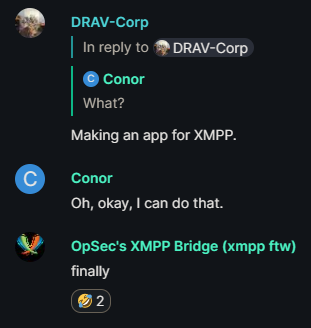 DRAV-Corp
In reply to DRAV-Corp
C Conor
What?
Making an app for XMPP.
C Conor
Oh, okay, I can do that.
OpSec's XMPP Bridge (xmpp ftw)
finally
🤣 2